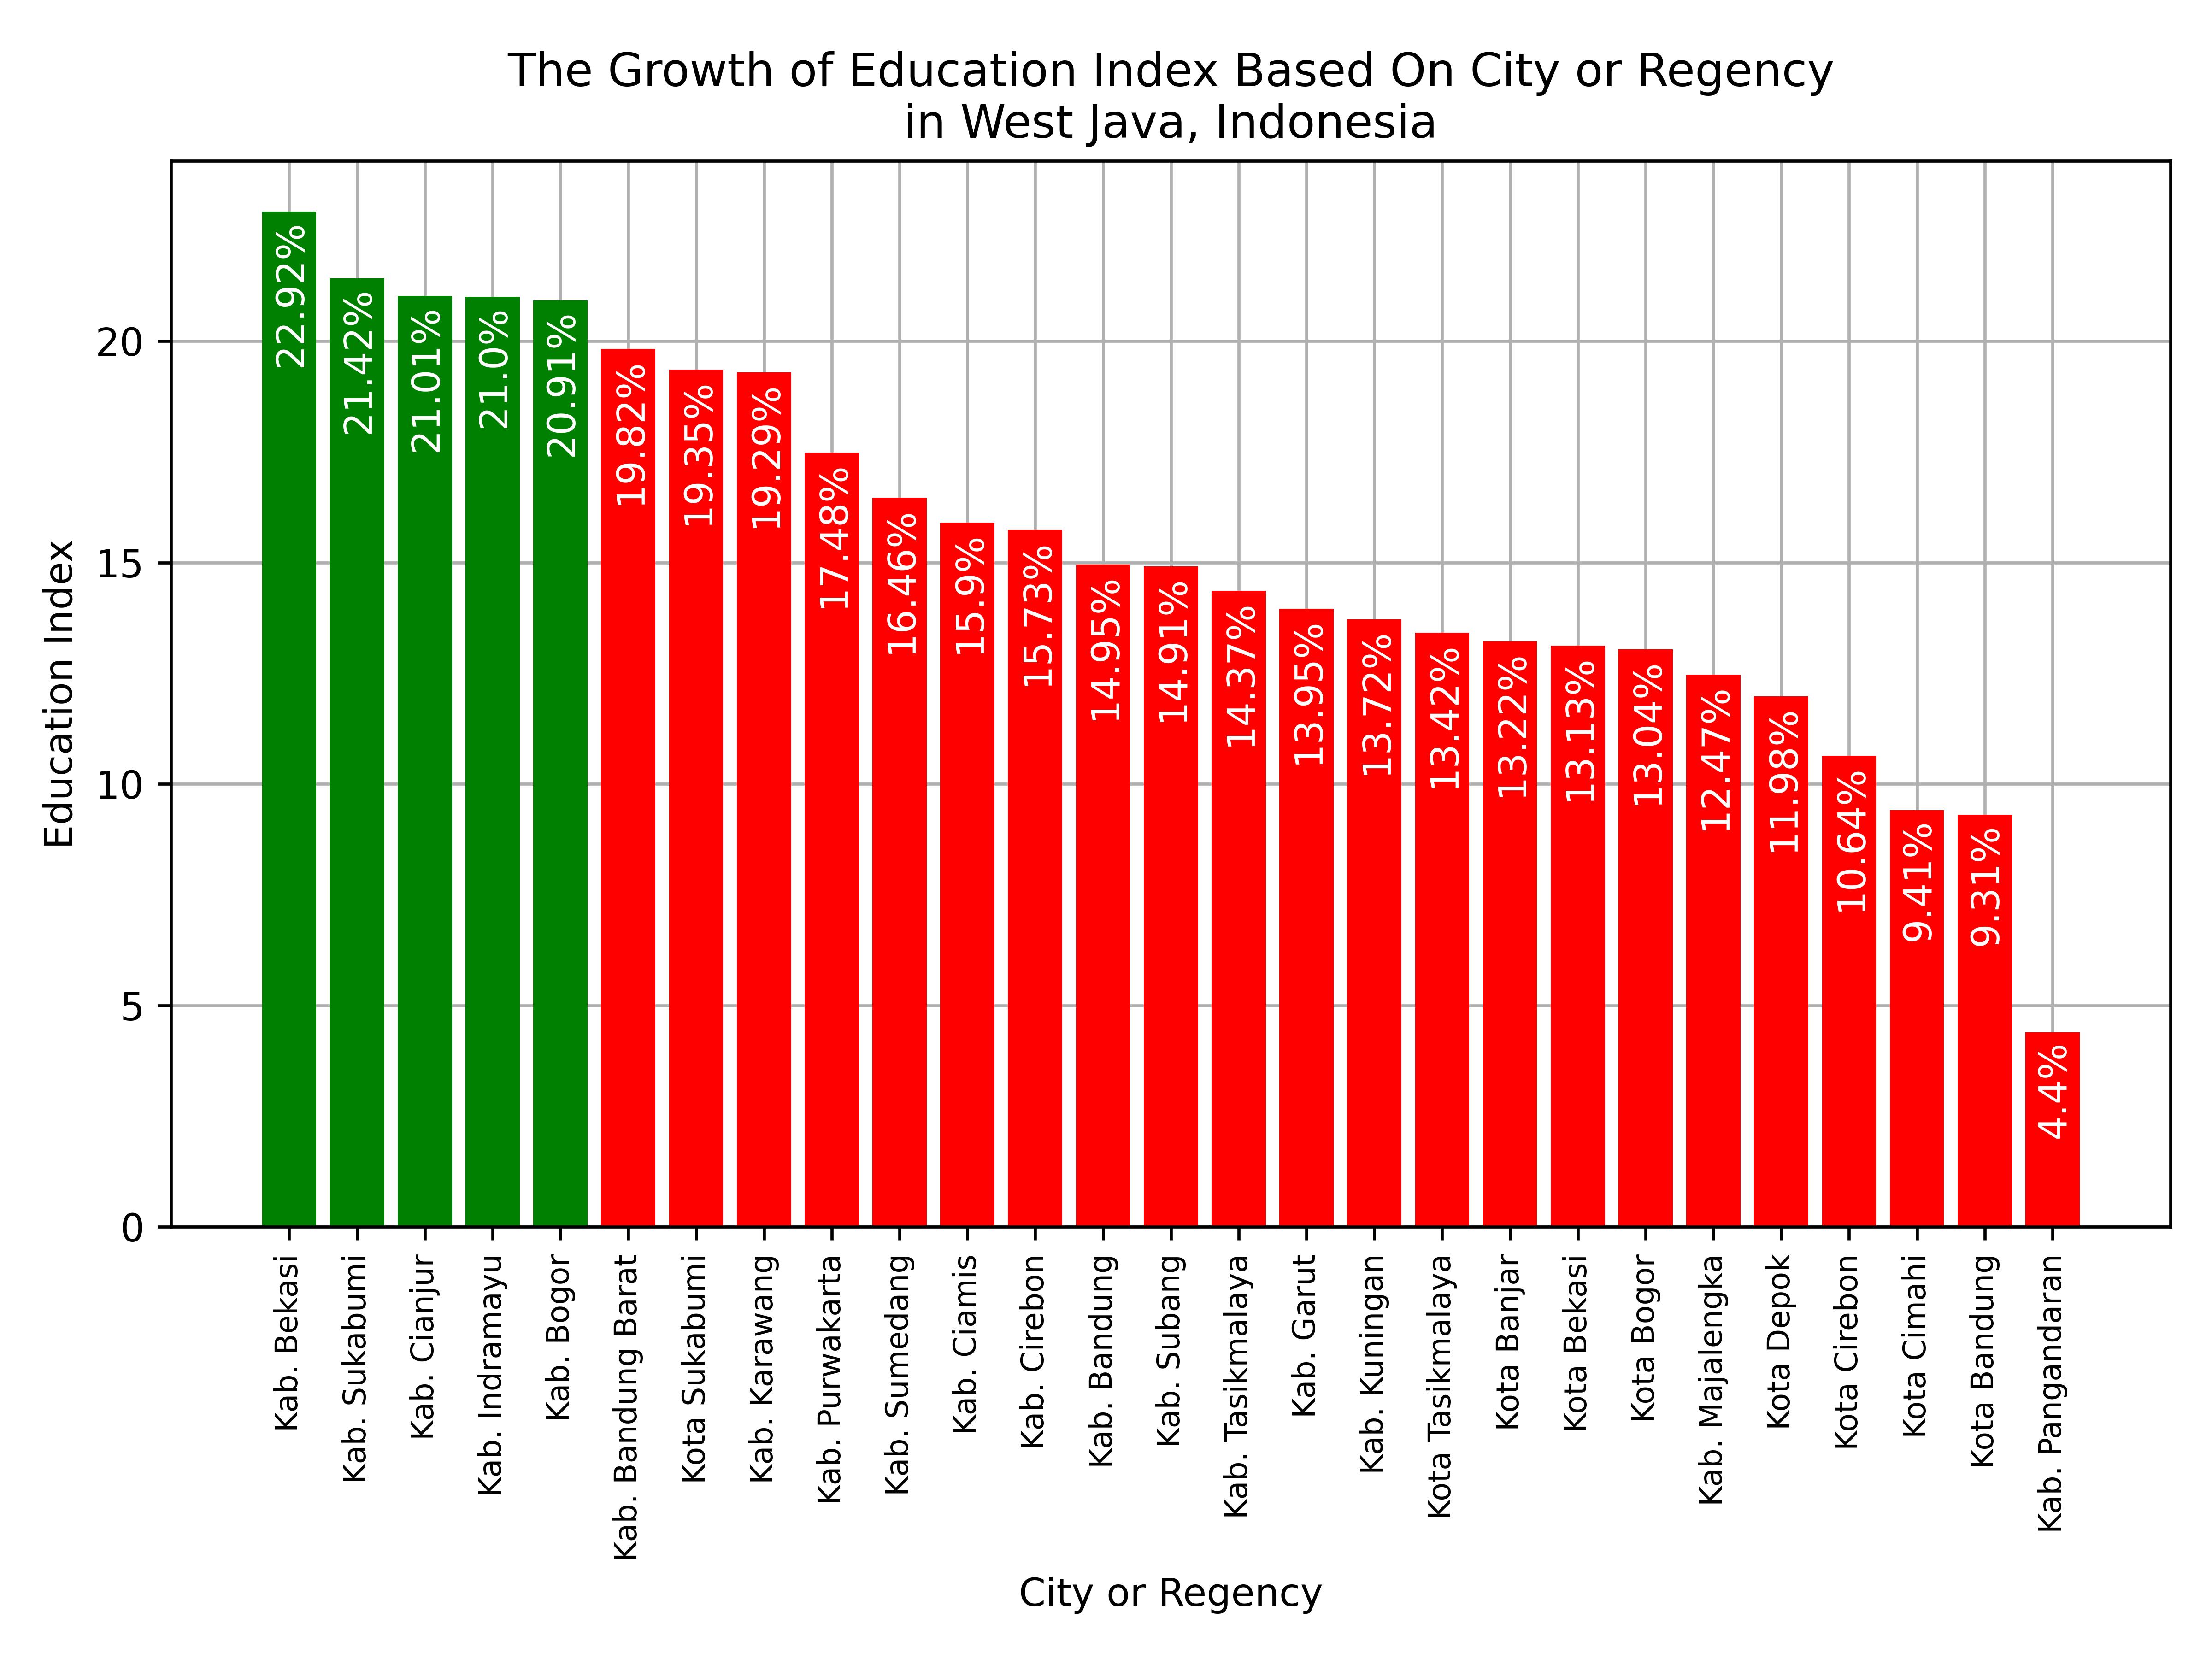 The Growth of Education Index Based On City or Regency
in West Java, Indonesia
Education Index
20
15
10
5
0
22.92%
21.42%
21.01%
21.0%
20.91%
19.82%
19.35%
19.29%
17.48%
16.46%
15.9%
15.73%
14.95%
14.91%
14.37%
13.95%
13.72%
13.42%
13.22%
13.13%
13.04%
12.47%
11.98%
10.64%
9.41%
9.31%
4.4%
Kab. Bekasi
Kab. Sukabumi
Kab. Cianjur
Kab. Indramayu
Kab. Bogor
Kab. Bandung Barat
Kota Sukabumi
Kab. Karawang
Kab. Purwakarta
Kab. Sumedang
Kab. Ciamis
Kab. Cirebon
Kab. Bandung
Kab. Subang
Kab. Tasikmalaya
Kab. Garut
Kab. Kuningan
Kota Tasikmalaya
Kota Banjar
Kota Bekasi
Kota Bogor
Kab. Majalengka
Kota Depok
Kota Cirebon
Kota Cimahi
Kota Bandung
Kab. Pangandaran
City or Regency